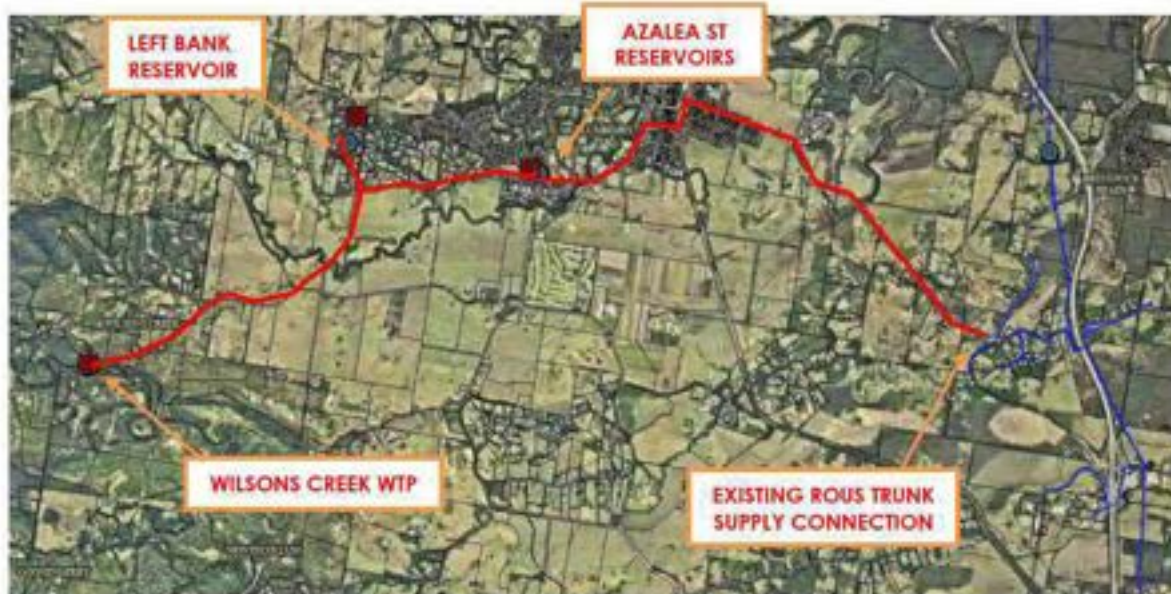 LEFT BANK
RESERVOIR
AZALEA ST
RESERVOIRS
WILSONS CREEK WTP
EXISTING ROUS TRUNK
SUPPLY CONNECTION